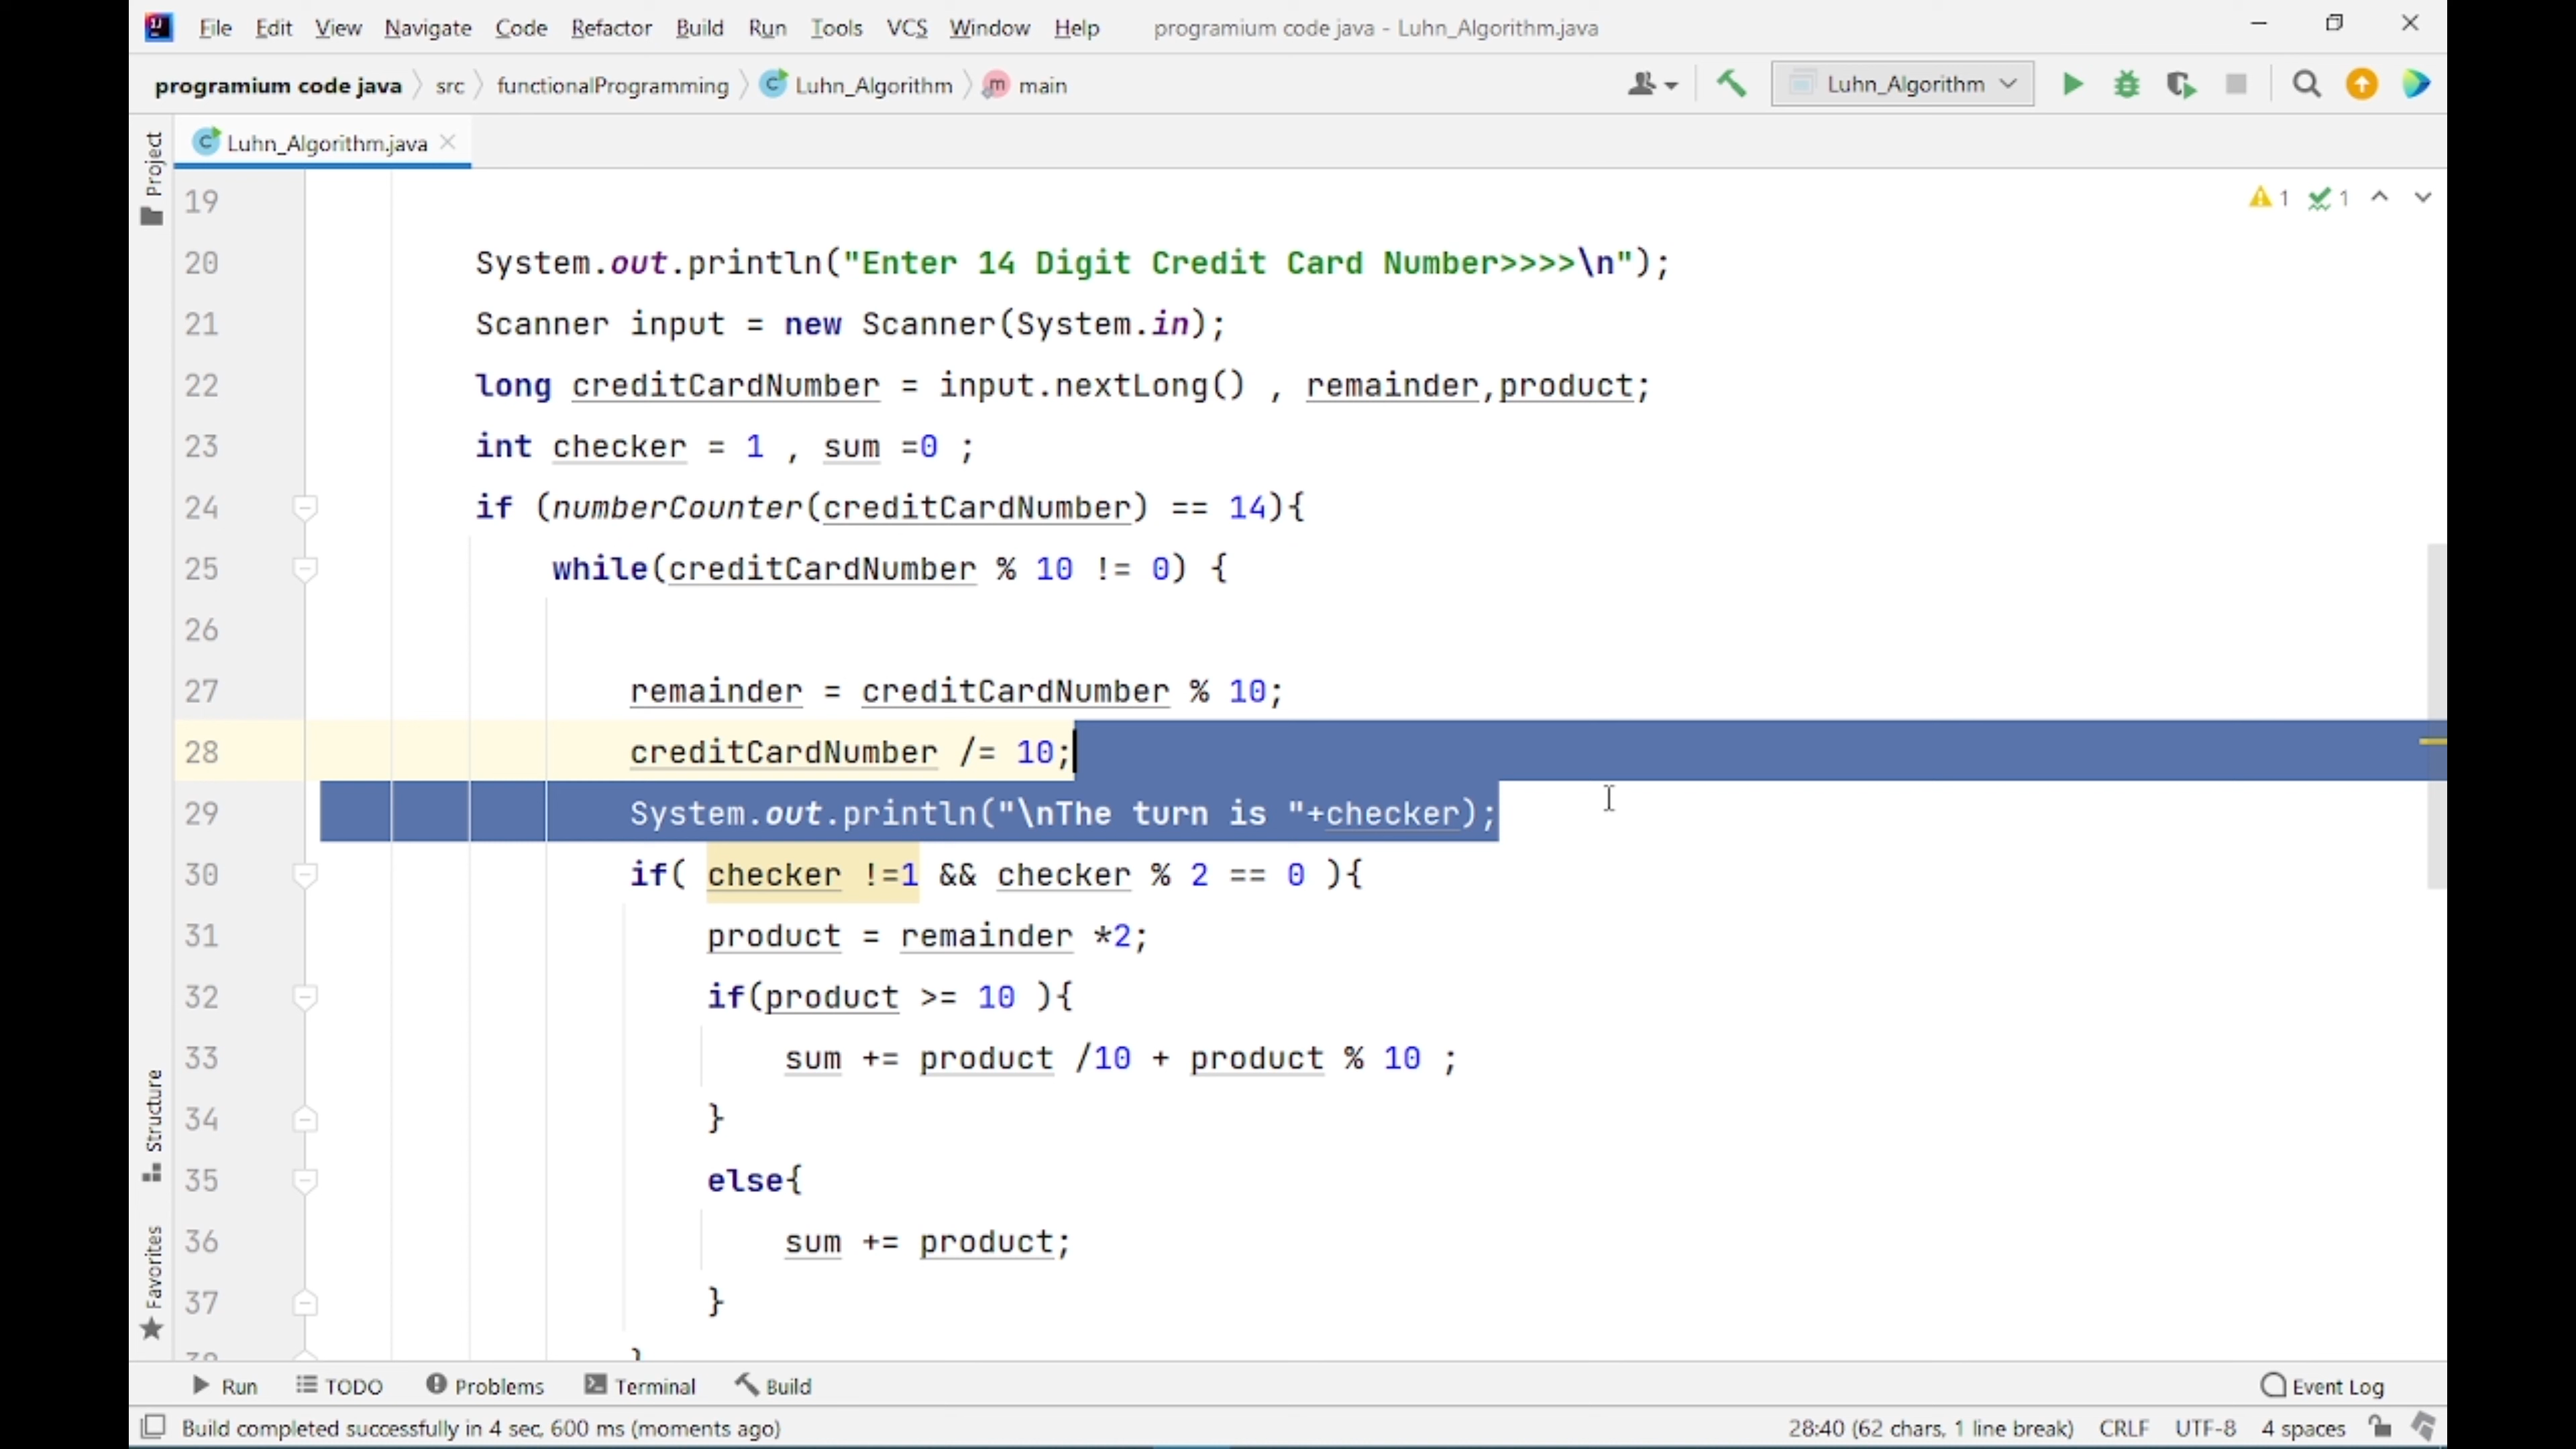 File Edit View Navigate Code Refactor Build Run Tools VCS Window Help programium code java - Luhn_Algorithm.java
programium code java src functionalProgramming C Luhn_Algorithm m main Luhn_Algorithm
C Luhn_Algorithm.java
Project
Structure
Favorites
1 1
19
20 System.out.println("Enter 14 Digit Credit Card Number>>>>\n");
21 Scanner input = new Scanner(System.in);
22 long creditCardNumber = input.nextLong() , remainder,product;
23 int checker = 1 , sum =0 ;
24 if (numberCounter(creditCardNumber) == 14){
25 while(creditCardNumber % 10 != 0) {
26
27 remainder = creditCardNumber % 10;
28 creditCardNumber /= 10;
29 System.out.println("\nThe turn is "+checker);
30 if( checker !=1 && checker % 2 == 0 ){
31 product = remainder *2;
32 if(product >= 10 ){
33 sum += product /10 + product % 10 ;
34 }
35 else{
36 sum += product;
37 }
38 }
Run TODO Problems Terminal Build Event Log
Build completed successfully in 4 sec, 600 ms (moments ago) 28:40 (62 chars, 1 line break) CRLF UTF-8 4 spaces